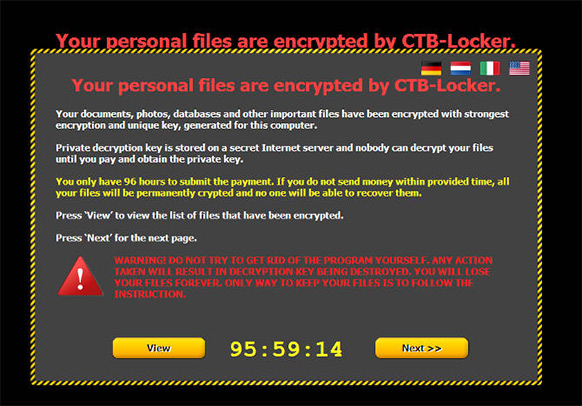 Your personal files are encrypted by CTB-Locker.
Your personal files are encrypted by CTB-Locker.
Your documents, photos, databases and other important files have been encrypted with strongest
encryption and unique key, generated for this computer.
Private decryption key is stored on a secret Internet server and nobody can decrypt your files
until you pay and obtain the private key.
You only have 96 hours to submit the payment. If you do not send money within provided time, all
your files will be permanently crypted and no one will be able to recover them.
Press 'View' to view the list of files that have been encrypted.
Press 'Next' for the next page.
WARNING! DO NOT TRY TO GET RID OF THE PROGRAM YOURSELF. ANY ACTION
TAKEN WILL RESULT IN DECRYPTION KEY BEING DESTROYED. YOU WILL LOSE
YOUR FILES FOREVER. ONLY WAY TO KEEP YOUR FILES IS TO FOLLOW THE
INSTRUCTION.
View 95:59:14 Next >>